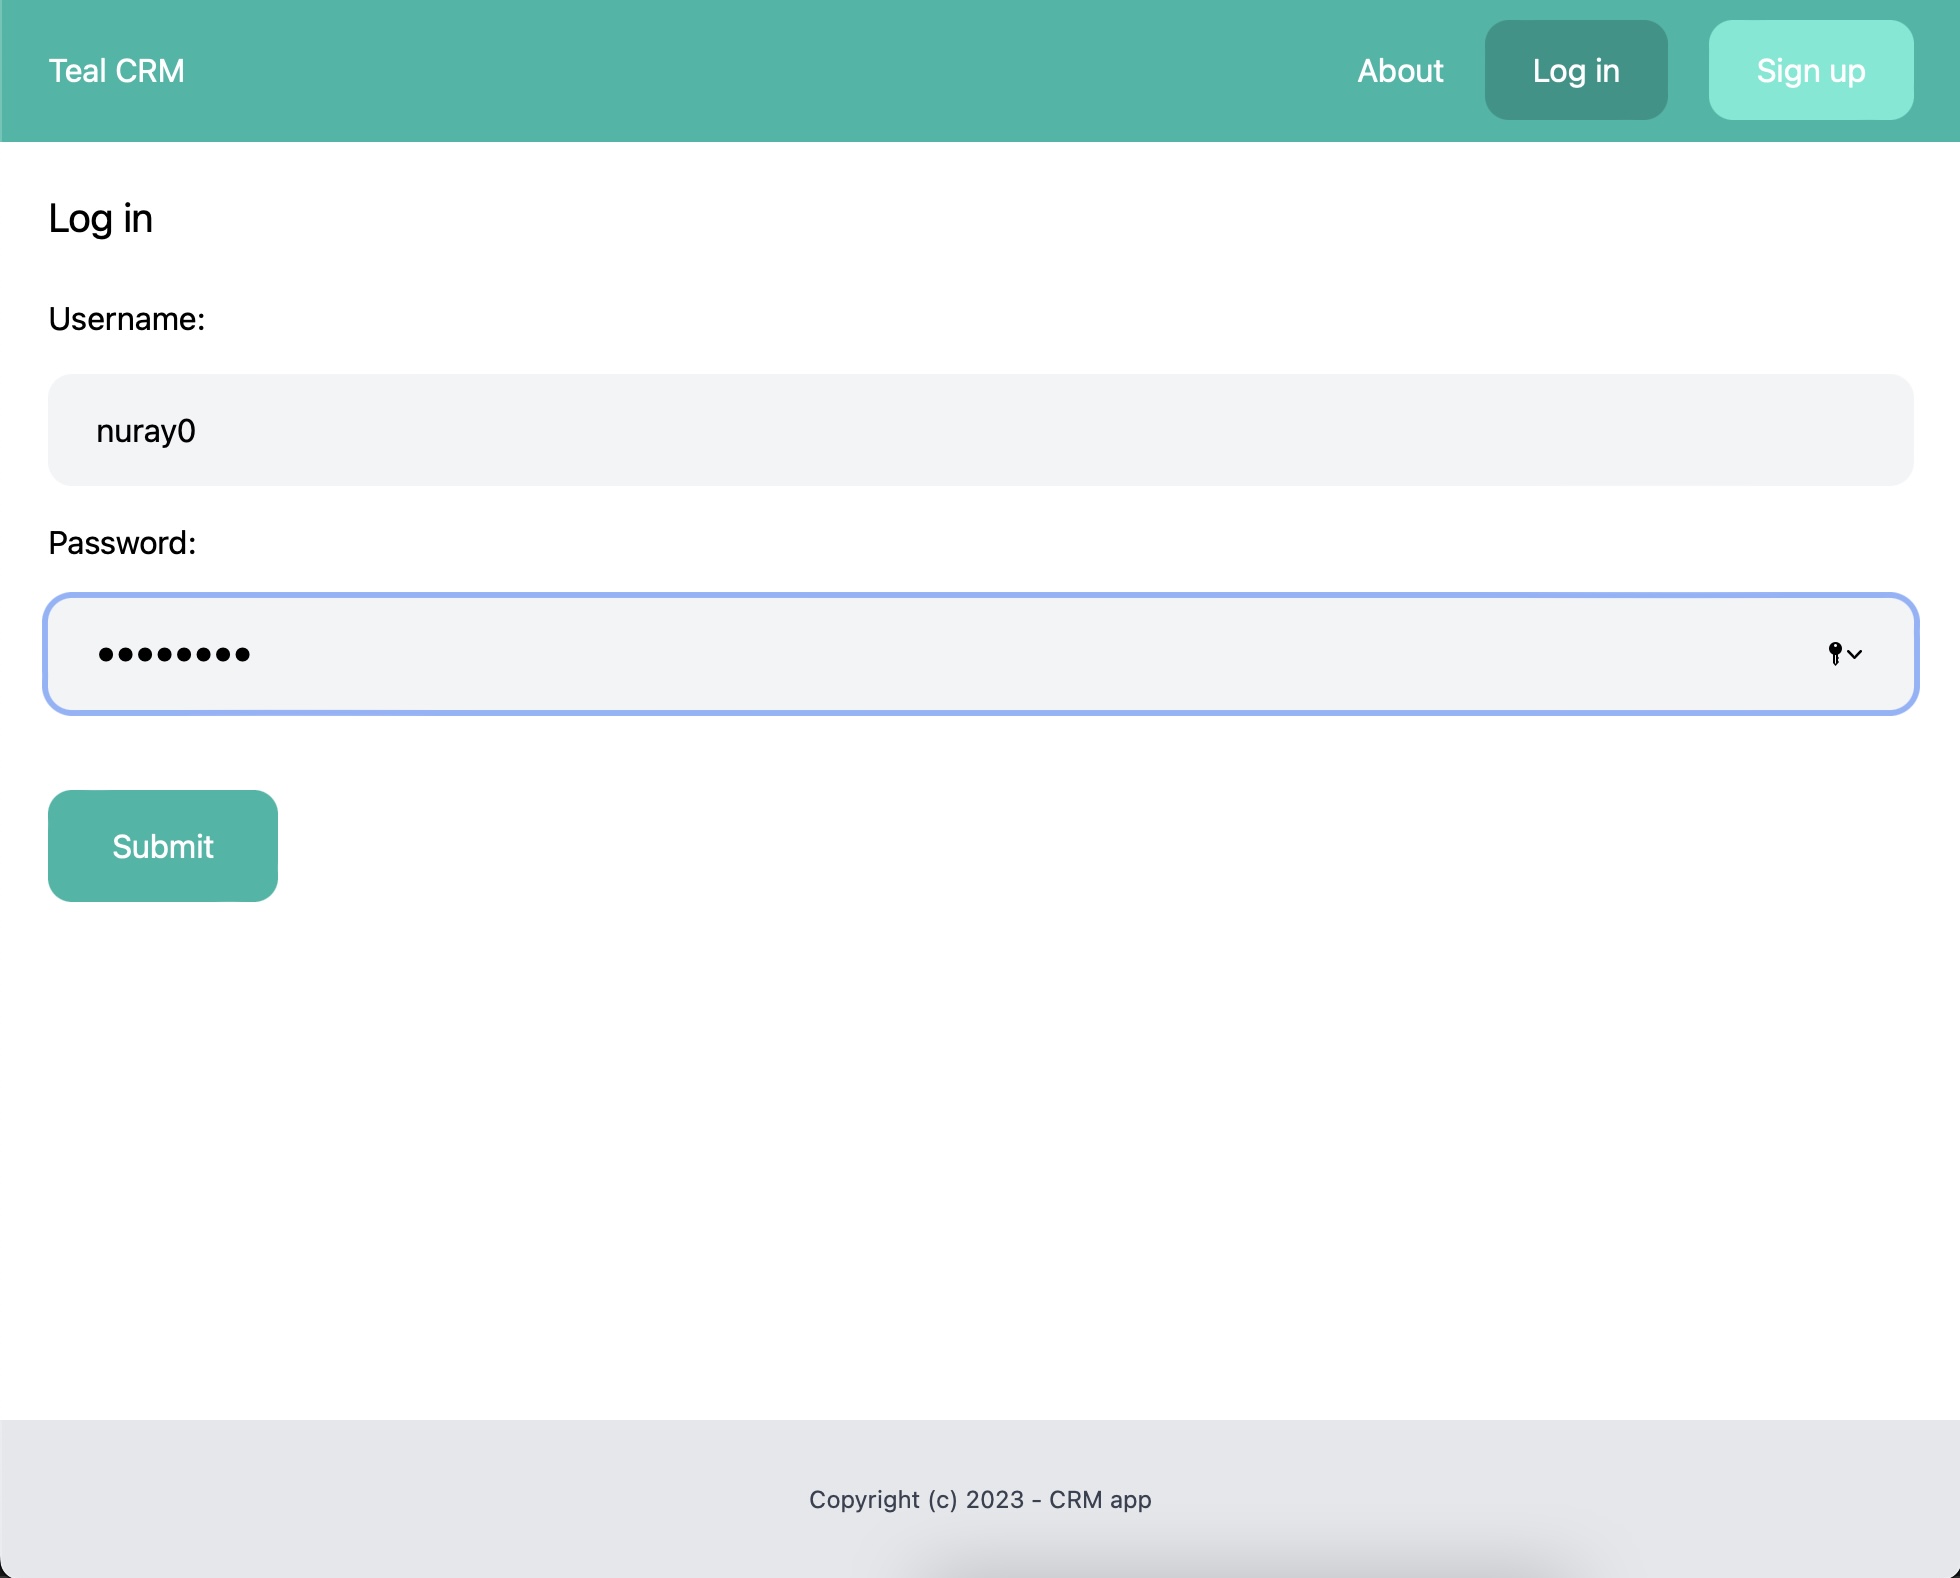 Teal CRM
About
Log in
Sign up
Log in
Username:
nuray0
Password:
••••••••
Submit
Copyright (c) 2023 - CRM app